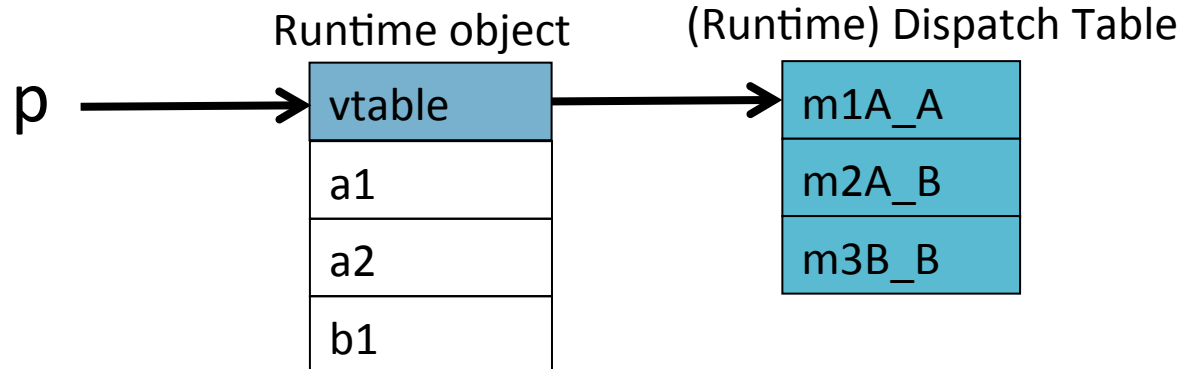 Runtime object
(Runtime) Dispatch Table
p
vtable
m1A_A
a1
m2A_B
a2
m3B_B
b1